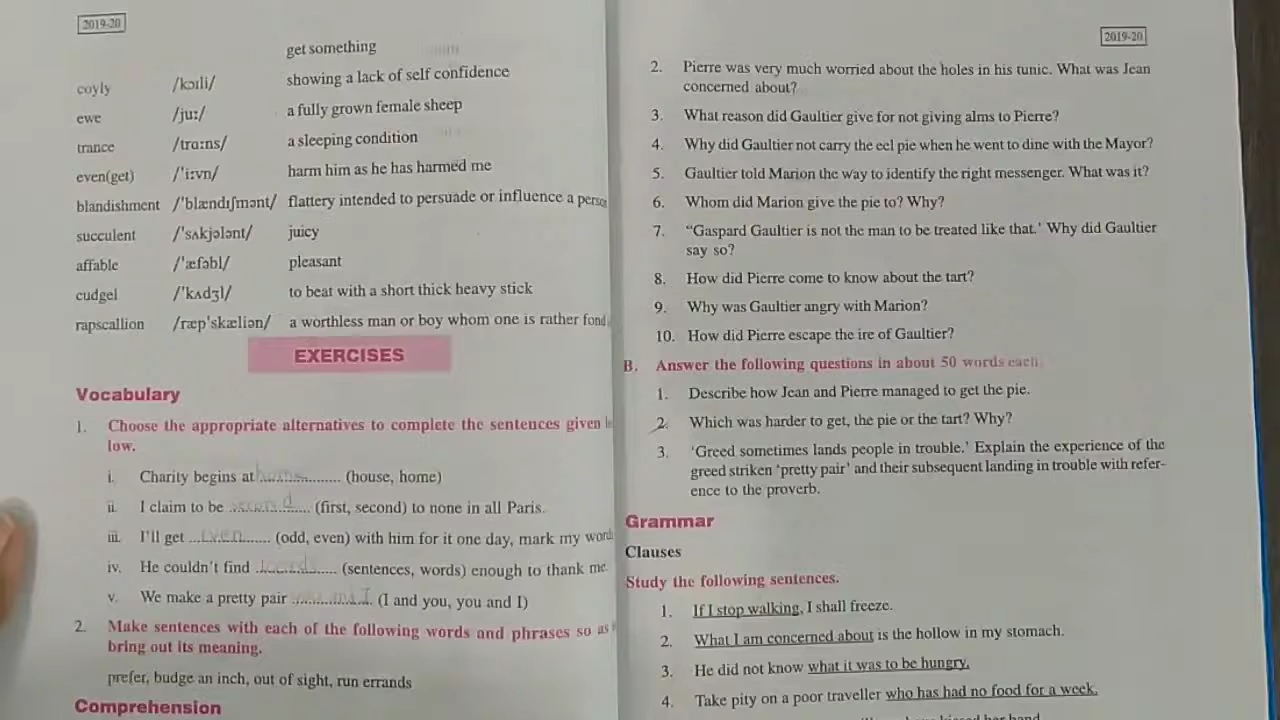 2019-20
get something
coyly /kɔɪli/ showing a lack of self confidence
ewe /ju:/ a fully grown female sheep
trance /trɑ:ns/ a sleeping condition
even(get) /'i:vn/ harm him as he has harmed me
blandishment /'blændɪʃmənt/ flattery intended to persuade or influence a
succulent /'sʌkjələnt/ juicy
affable /'æfəbl/ pleasant
cudgel /'kʌdʒl/ to beat with a short thick heavy stick
rapscallion /ræp'skæliən/ a worthless man or boy whom one is rather fond
EXERCISES
Vocabulary
1. Choose the appropriate alternatives to complete the sentences given
low.
i. Charity begins at home (house, home)
ii. I claim to be second (first, second) to none in all Paris.
iii. I'll get ...even... (odd, even) with him for it one day, mark my word
iv. He couldn't find words (sentences, words) enough to thank me.
v. We make a pretty pair .............. (I and you, you and I)
2. Make sentences with each of the following words and phrases so as
bring out its meaning.
prefer, budge an inch, out of sight, run errands
Comprehension
2019-20
2. Pierre was very much worried about the holes in his tunic. What was Jean
concerned about?
3. What reason did Gaultier give for not giving alms to Pierre?
4. Why did Gaultier not carry the eel pie when he went to dine with the Mayor?
5. Gaultier told Marion the way to identify the right messenger. What was it?
6. Whom did Marion give the pie to? Why?
7. “Gaspard Gaultier is not the man to be treated like that.’ Why did Gaultier
say so?
8. How did Pierre come to know about the tart?
9. Why was Gaultier angry with Marion?
10. How did Pierre escape the ire of Gaultier?
B. Answer the following questions in about 50 words each.
1. Describe how Jean and Pierre managed to get the pie.
2. Which was harder to get, the pie or the tart? Why?
3. ‘Greed sometimes lands people in trouble.’ Explain the experience of the
greed striken ‘pretty pair’ and their subsequent landing in trouble with refer-
ence to the proverb.
Grammar
Clauses
Study the following sentences.
1. If I stop walking, I shall freeze.
2. What I am concerned about is the hollow in my stomach.
3. He did not know what it was to be hungry.
4. Take pity on a poor traveller who has had no food for a week.